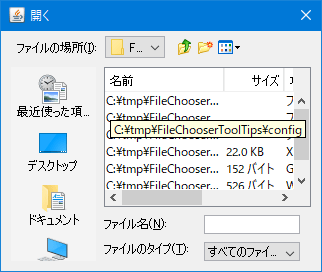 開く
ファイルの場所(I):
F...
名前
サイズ
C:¥tmp¥FileChooser...
C:¥tmp¥FileChooser...
C:¥tmp¥FileChooserToolTips¥config
C:¥tmp¥FileChooser...
C:¥tmp¥FileChooser... 22.0 KB X
C:¥tmp¥FileChooser... 152 バイト G
C:¥tmp¥FileChooser... 526 バイト W
最近使った項...
デスクトップ
ドキュメント
ファイル名(N):
ファイルのタイプ(T):
すべてのファイ...